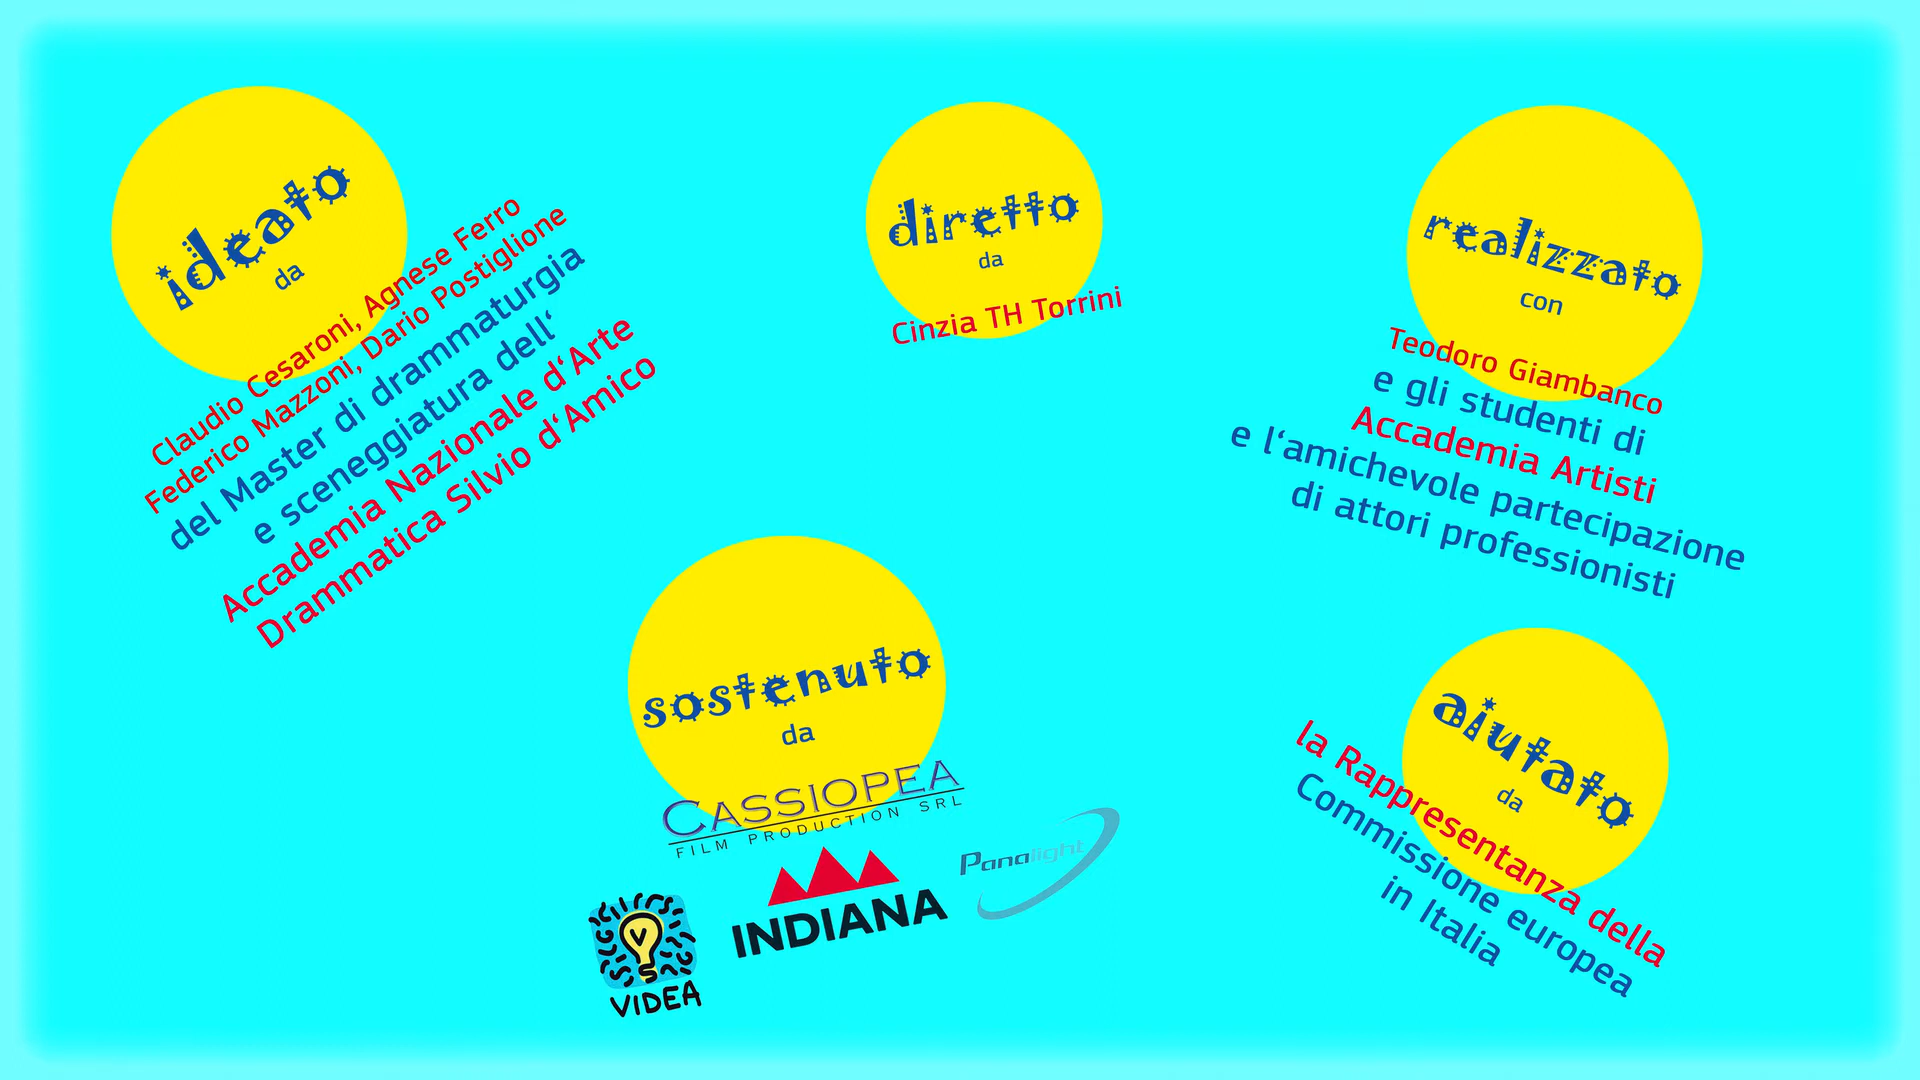 ideato
da
Claudio Cesaroni, Agnese Ferro
Federico Mazzoni, Dario Postiglione
del Master di drammaturgia
e sceneggiatura dell‘
Accademia Nazionale d‘Arte
Drammatica Silvio d‘Amico
diretto
da
Cinzia TH Torrini
realizzato
con
Teodoro Giambanco
e gli studenti di
Accademia Artisti
e l‘amichevole partecipazione
di attori professionisti
sostenuto
da
CASSIOPEA
FILM PRODUCTION SRL
Panalight
INDIANA
V
VIDEA
aiutato
da
la Rappresentanza della
Commissione europea
in Italia